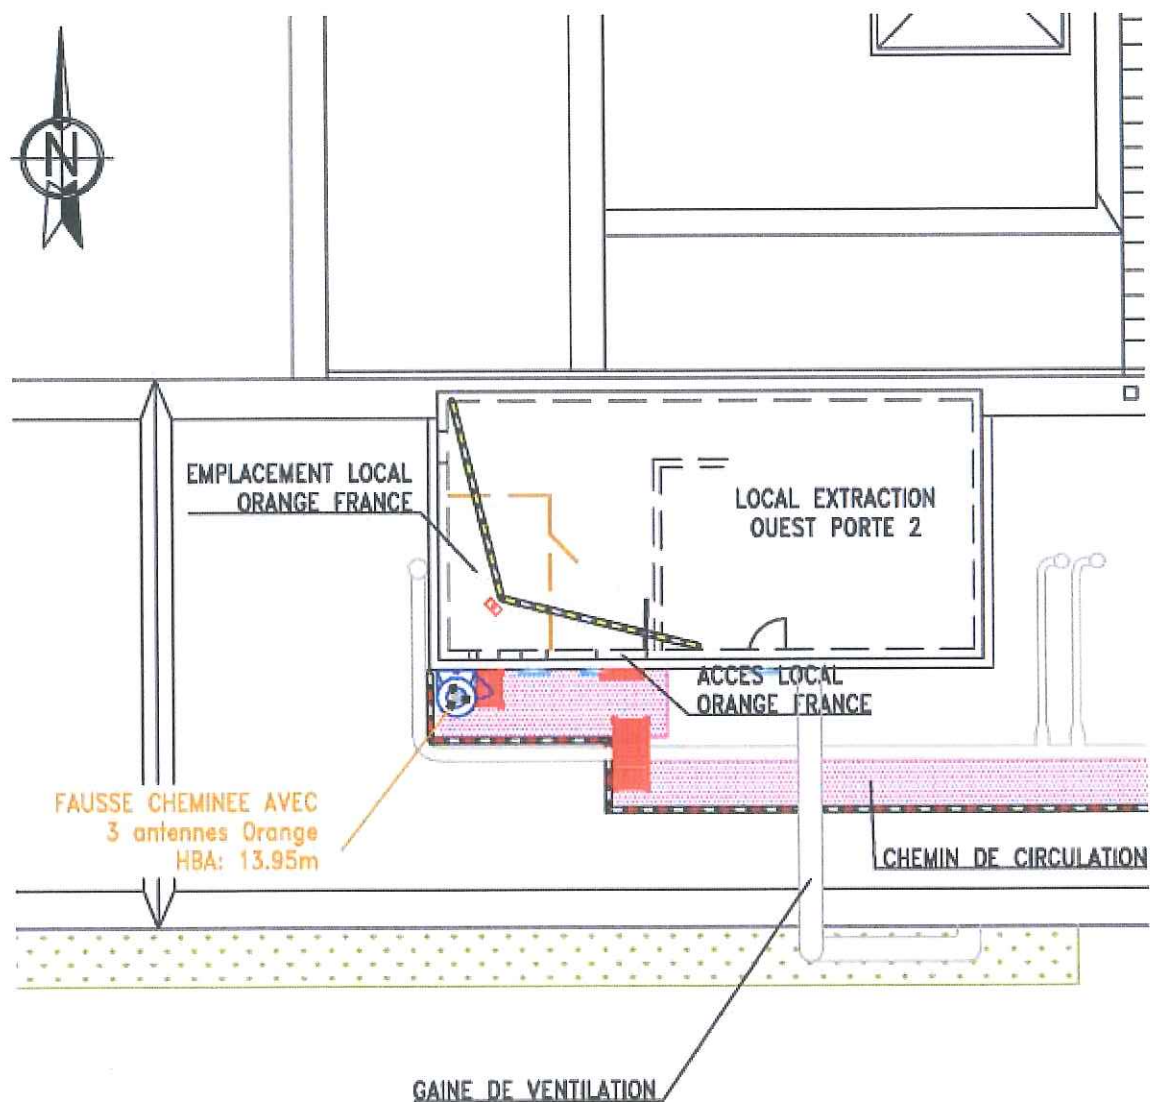 N
EMPLACEMENT LOCAL
ORANGE FRANCE
LOCAL EXTRACTION
OUEST PORTE 2
ACCES LOCAL
ORANGE FRANCE
FAUSSE CHEMINEE AVEC
3 antennes Orange
HBA: 13.95m
CHEMIN DE CIRCULATION
GAINE DE VENTILATION